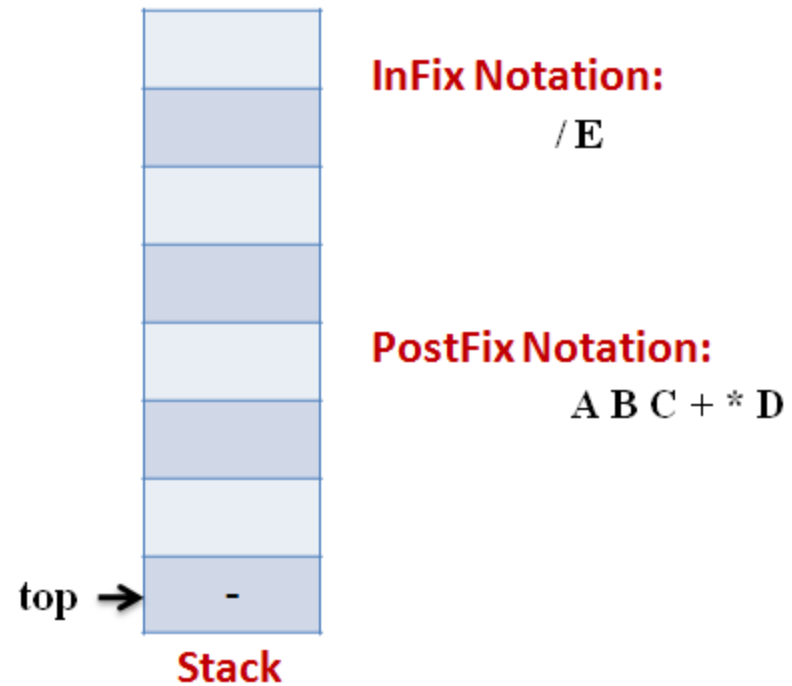 InFix Notation:
/ E
PostFix Notation:
A B C + * D
top -
Stack